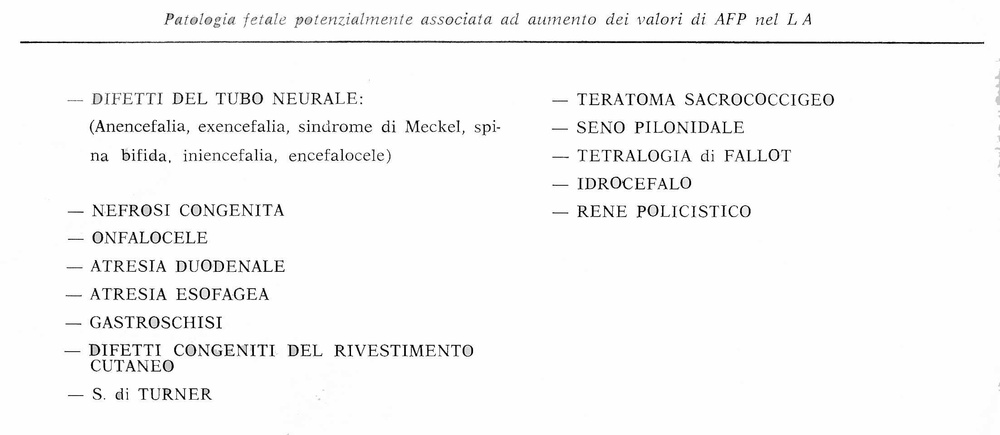 Patologia fetale potenzialmente associata ad aumento dei valori di AFP nel L A
— DIFETTI DEL TUBO NEURALE:
(Anencefalia, exencefalia, sindrome di Meckel, spi-
na bifida, iniencefalia, encefalocele)
— NEFROSI CONGENITA
— ONFALOCELE
— ATRESIA DUODENALE
— ATRESIA ESOFAGEA
— GASTROSCHISI
— DIFETTI CONGENITI DEL RIVESTIMENTO
CUTANEO
— S. di TURNER
— TERATOMA SACROCOCCIGEO
— SENO PILONIDALE
— TETRALOGIA di FALLOT
— IDROCEFALO
— RENE POLICISTICO